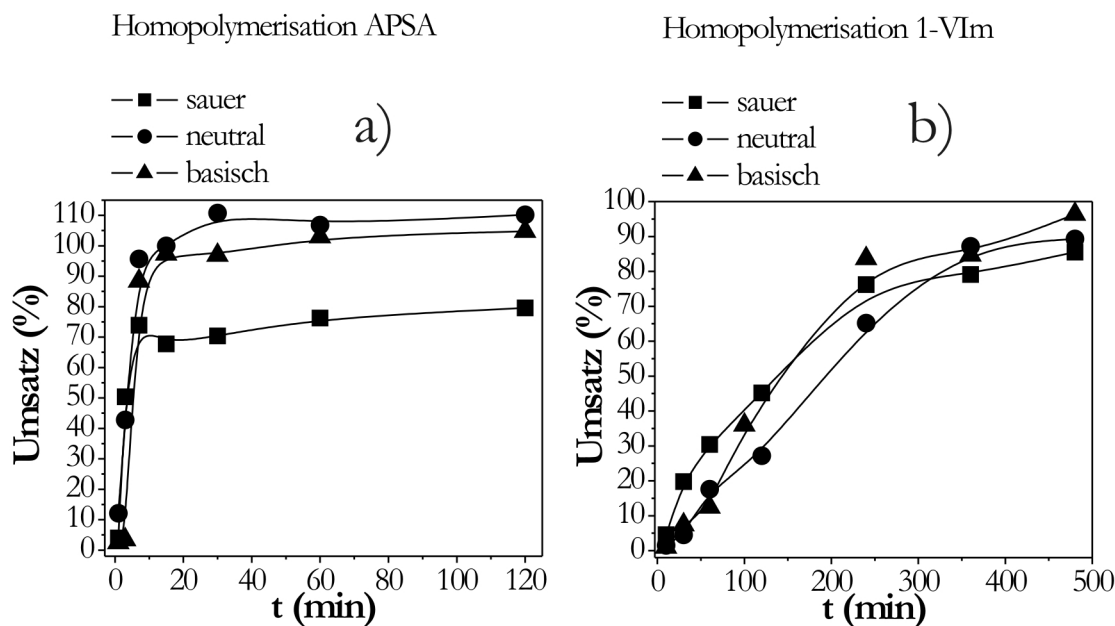 Homopolymerisation APSA
sauer
neutral
basisch
a)
110
100
90
80
70
60
50
40
30
20
10
0
Umsatz (%)
0 20 40 60 80 100 120
t (min)
Homopolymerisation 1-VIm
sauer
neutral
basisch
b)
100
90
80
70
60
50
40
30
20
10
0
Umsatz (%)
0 100 200 300 400 500
t (min)